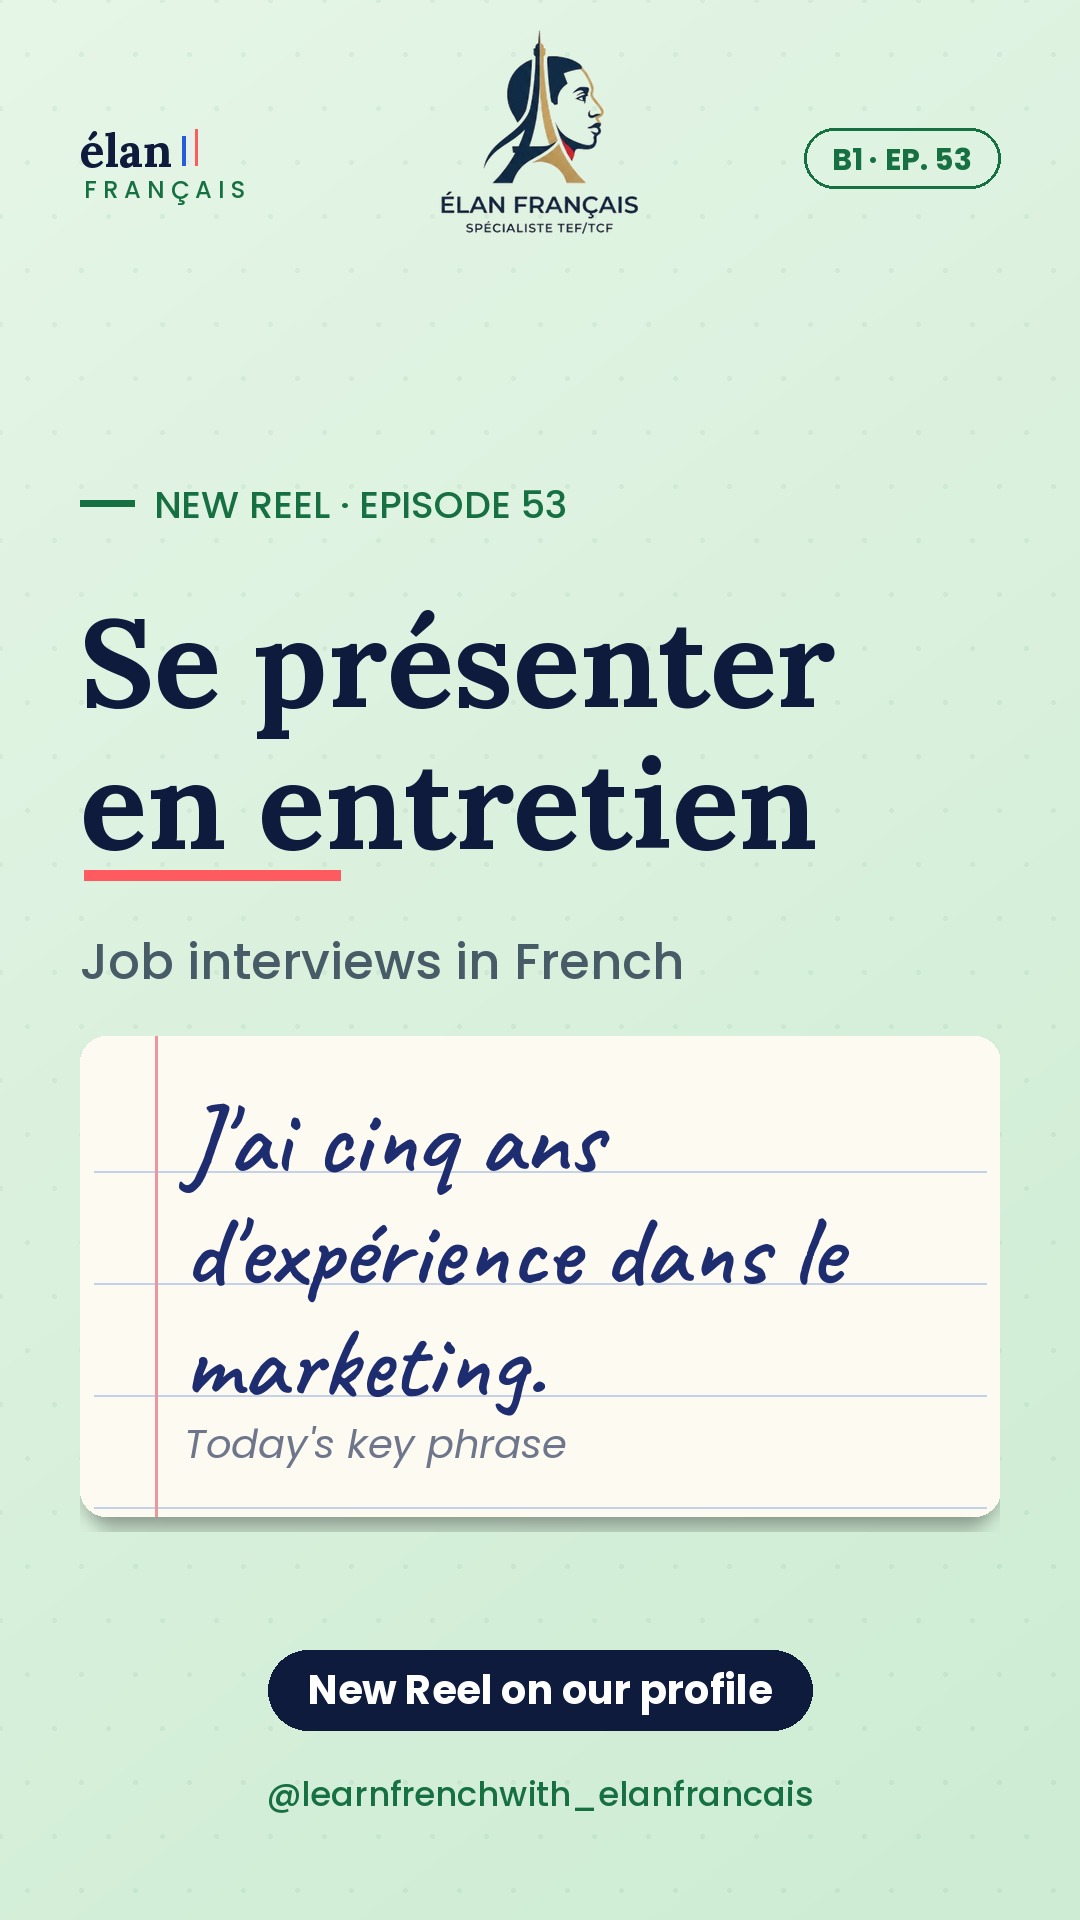 élan
FRANÇAIS
ÉLAN FRANÇAIS
SPÉCIALISTE TEF/TCF
B1 · EP. 53
NEW REEL · EPISODE 53
Se présenter
en entretien
Job interviews in French
J'ai cinq ans
d'expérience dans le
marketing.
Today's key phrase
New Reel on our profile
@learnfrenchwith_elanfrancais